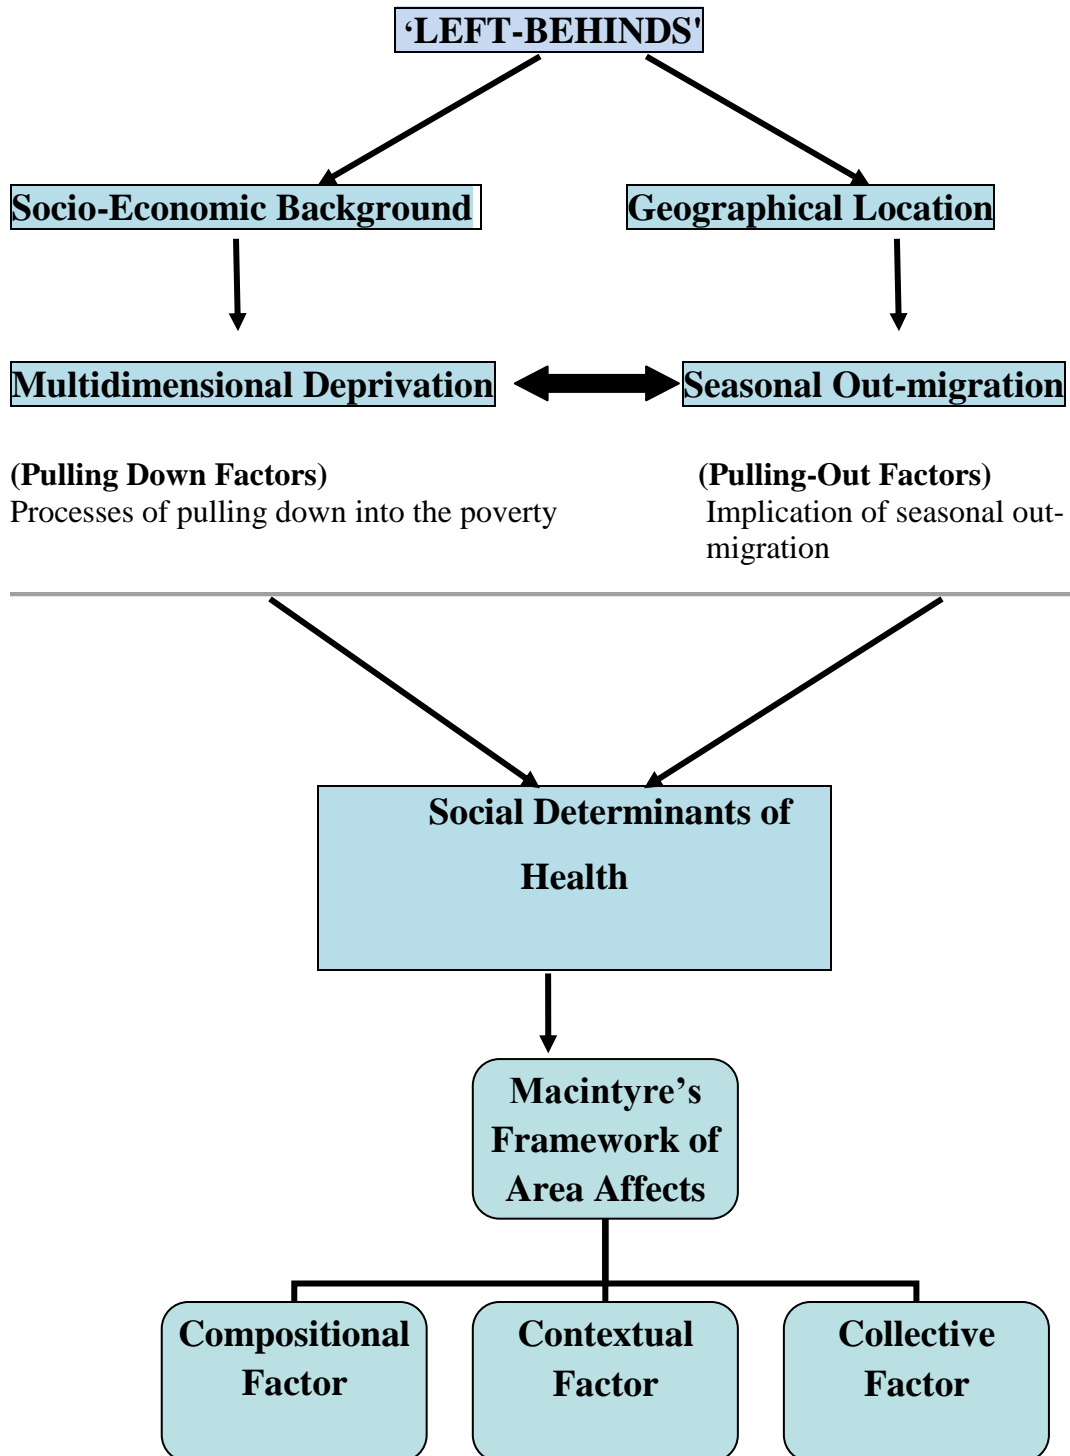 ‘LEFT-BEHINDS'
Socio-Economic Background
Geographical Location
Multidimensional Deprivation
Seasonal Out-migration
(Pulling Down Factors)
Processes of pulling down into the poverty
(Pulling-Out Factors)
Implication of seasonal out-
migration
Social Determinants of
Health
Macintyre’s
Framework of
Area Affects
Compositional
Factor
Contextual
Factor
Collective
Factor